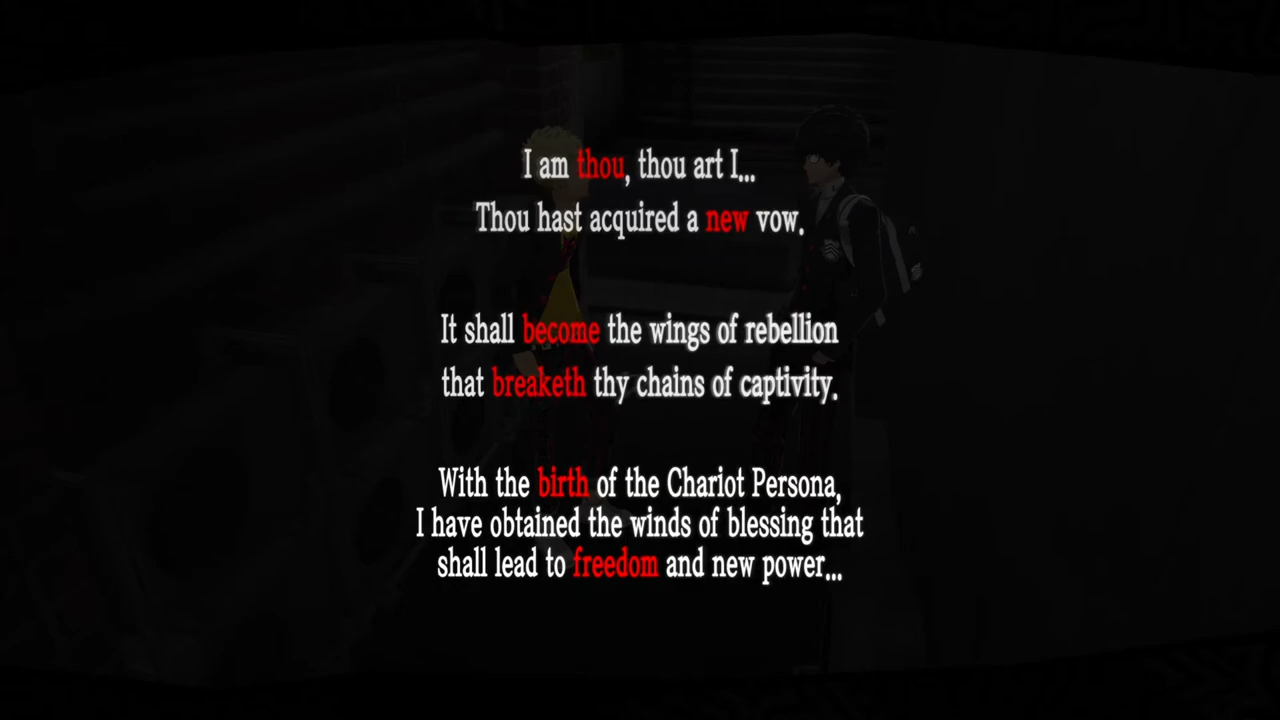 I am thou, thou art I...
Thou hast acquired a new vow.
It shall become the wings of rebellion
that breaketh thy chains of captivity.
With the birth of the Chariot Persona,
I have obtained the winds of blessing that
shall lead to freedom and new power...